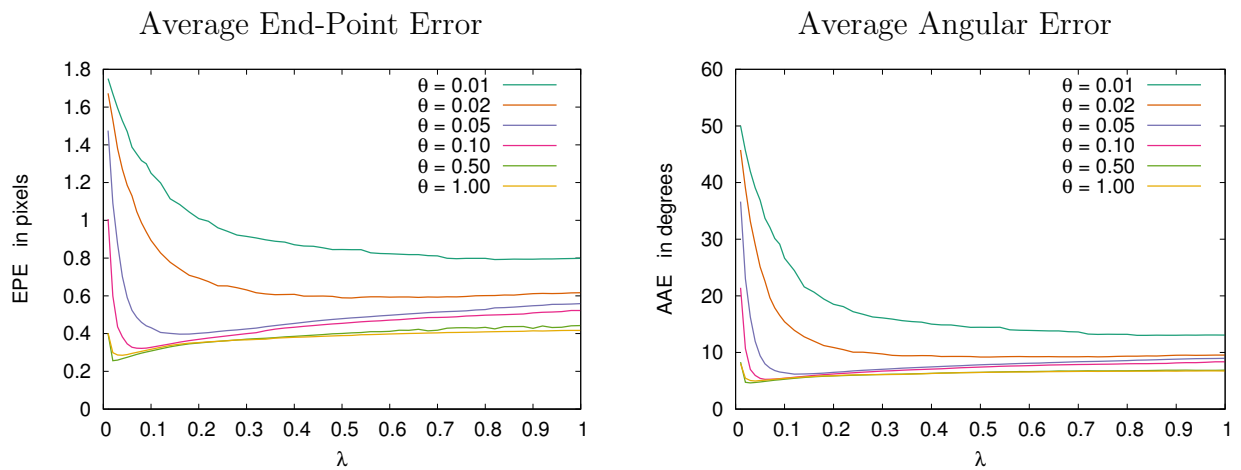 Average End-Point Error
1.8
1.6
1.4
1.2
1
0.8
0.6
0.4
0.2
0
EPE in pixels
θ = 0.01
θ = 0.02
θ = 0.05
θ = 0.10
θ = 0.50
θ = 1.00
0 0.1 0.2 0.3 0.4 0.5 0.6 0.7 0.8 0.9 1
λ
Average Angular Error
60
50
40
30
20
10
0
AAE in degrees
θ = 0.01
θ = 0.02
θ = 0.05
θ = 0.10
θ = 0.50
θ = 1.00
0 0.1 0.2 0.3 0.4 0.5 0.6 0.7 0.8 0.9 1
λ